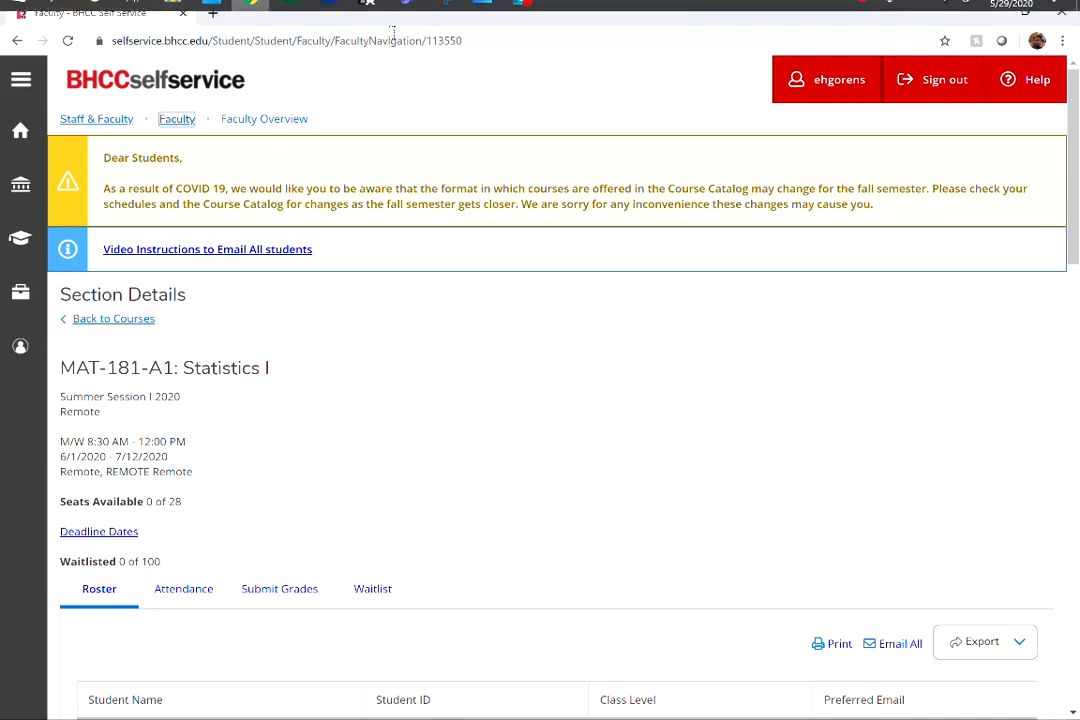 5/29/2020
Faculty - BHCC Self Service
selfservice.bhcc.edu/Student/Student/Faculty/FacultyNavigation/113550
BHCCselfservice
ehgorens
Sign out
Help
Staff & Faculty
Faculty
Faculty Overview
Dear Students,
As a result of COVID 19, we would like you to be aware that the format in which courses are offered in the Course Catalog may change for the fall semester. Please check your
schedules and the Course Catalog for changes as the fall semester gets closer. We are sorry for any inconvenience these changes may cause you.
Video Instructions to Email All students
Section Details
Back to Courses
MAT-181-A1: Statistics I
Summer Session I 2020
Remote
M/W 8:30 AM - 12:00 PM
6/1/2020 - 7/12/2020
Remote, REMOTE Remote
Seats Available 0 of 28
Deadline Dates
Waitlisted 0 of 100
Roster
Attendance
Submit Grades
Waitlist
Print
Email All
Export
Student Name
Student ID
Class Level
Preferred Email